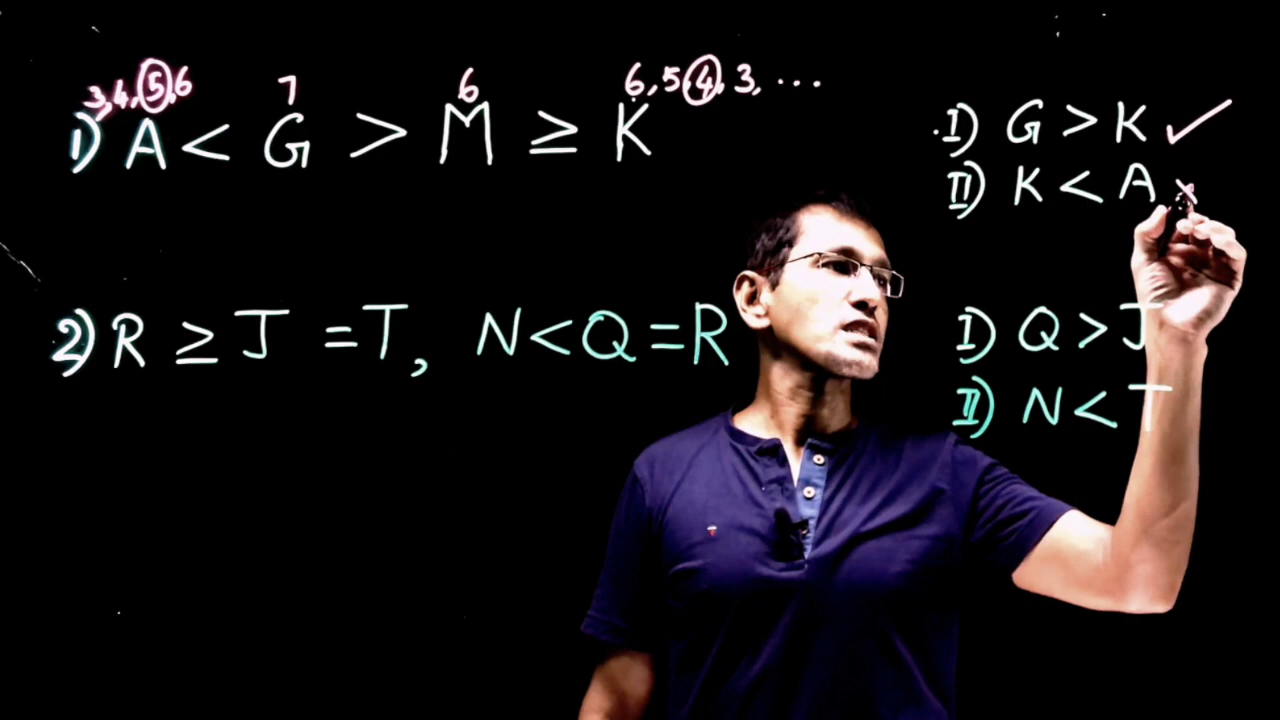 3,4,5,6 7 6 6,5,4,3,...
1) A < G > M ≥ K
I) G > K ✓
II) K < A ×
2) R ≥ J = T, N < Q = R
I) Q > J
II) N < T